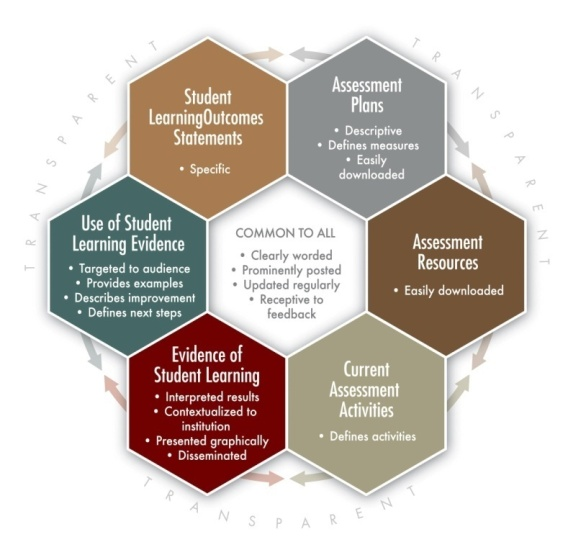 TRANSPARENT
TRANSPARENT
Student
LearningOutcomes
Statements
• Specific
Assessment
Plans
• Descriptive
• Defines measures
• Easily
downloaded
Use of Student
Learning Evidence
• Targeted to audience
• Provides examples
• Describes improvement
• Defines next steps
COMMON TO ALL
• Clearly worded
• Prominently posted
• Updated regularly
• Receptive to
feedback
Assessment
Resources
• Easily downloaded
Evidence of
Student Learning
• Interpreted results
• Contextualized to
institution
• Presented graphically
• Disseminated
Current
Assessment
Activities
• Defines activities
TRANSPARENT